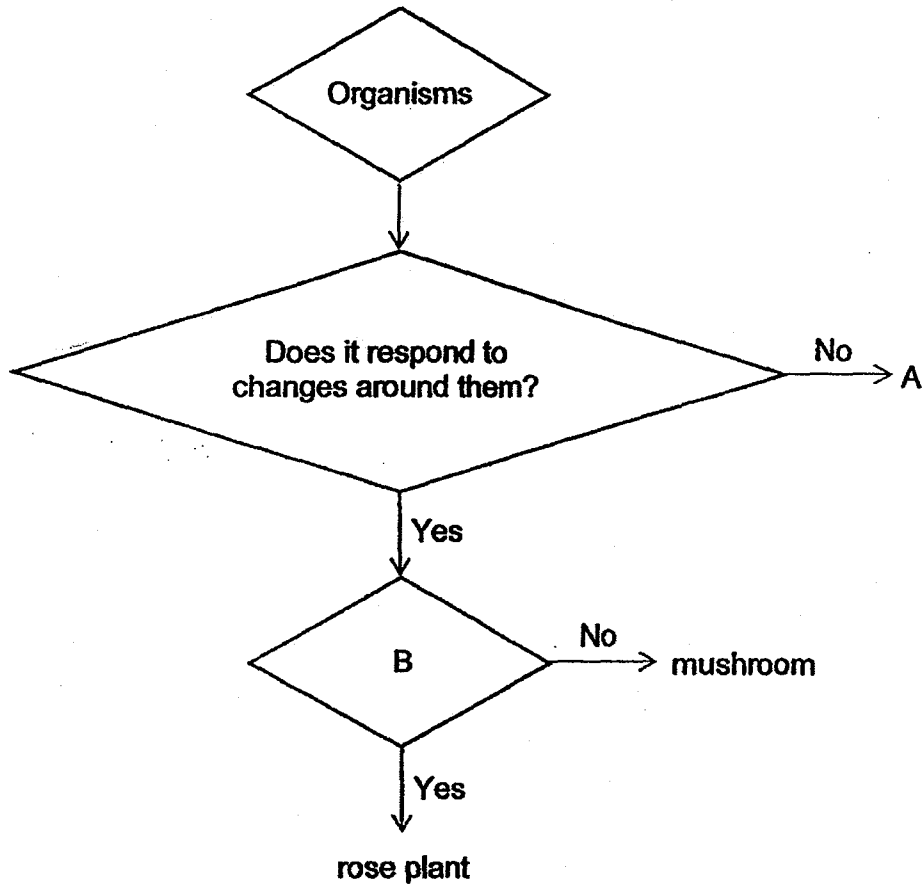 Organisms
Does it respond to
changes around them?
No
A
Yes
B
No
mushroom
Yes
rose plant